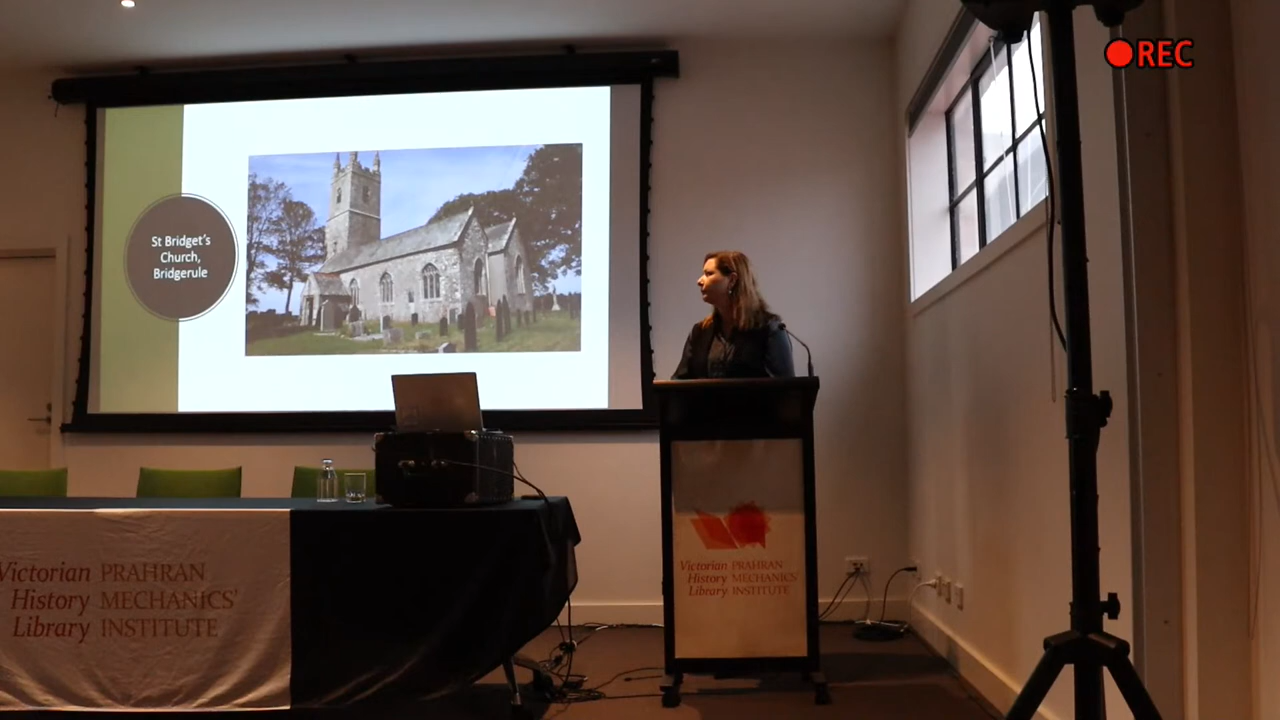 REC
St Bridget's
Church,
Bridgerule
Victorian PRAHRAN
History MECHANICS'
Library INSTITUTE
Victorian PRAHRAN
History MECHANICS'
Library INSTITUTE